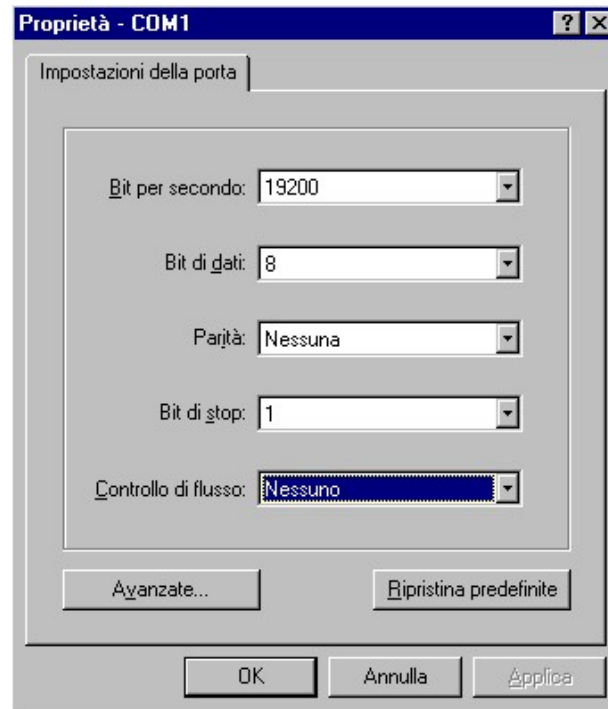 Proprietà - COM1
Impostazioni della porta
Bit per secondo: 19200
Bit di dati: 8
Parità: Nessuna
Bit di stop: 1
Controllo di flusso: Nessuno
Avanzate... Ripristina predefinite
OK Annulla Applica